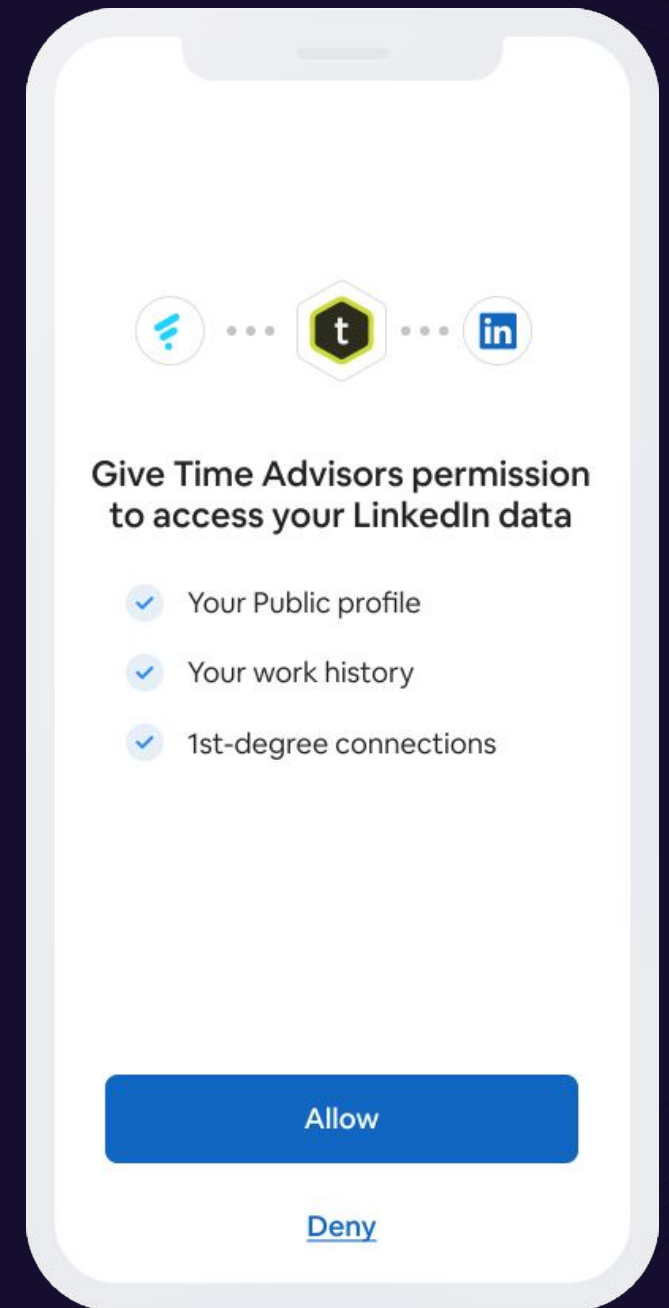 t
in
Give Time Advisors permission
to access your LinkedIn data
Your Public profile
Your work history
1st-degree connections
Allow
Deny